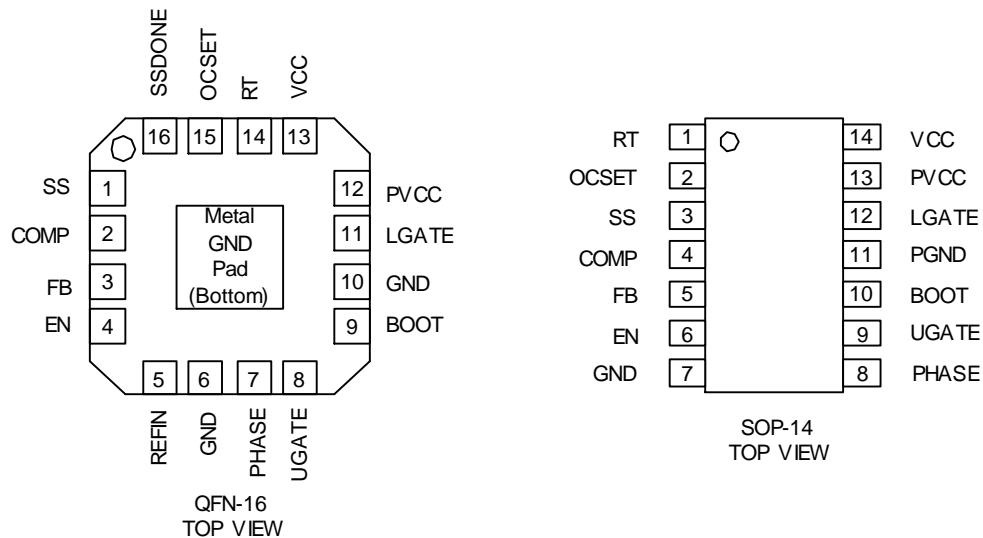 SSDONE
OCSET
RT
VCC
16
15
14
13
SS
1
COMP
2
FB
3
EN
4
Metal
GND
Pad
(Bottom)
12
PVCC
11
LGATE
10
GND
9
BOOT
5
6
7
8
REFIN
GND
PHASE
UGATE
QFN-16
TOP VIEW
RT
1
14
VCC
OCSET
2
13
PVCC
SS
3
12
LGATE
COMP
4
11
PGND
FB
5
10
BOOT
EN
6
9
UGATE
GND
7
8
PHASE
SOP-14
TOP VIEW